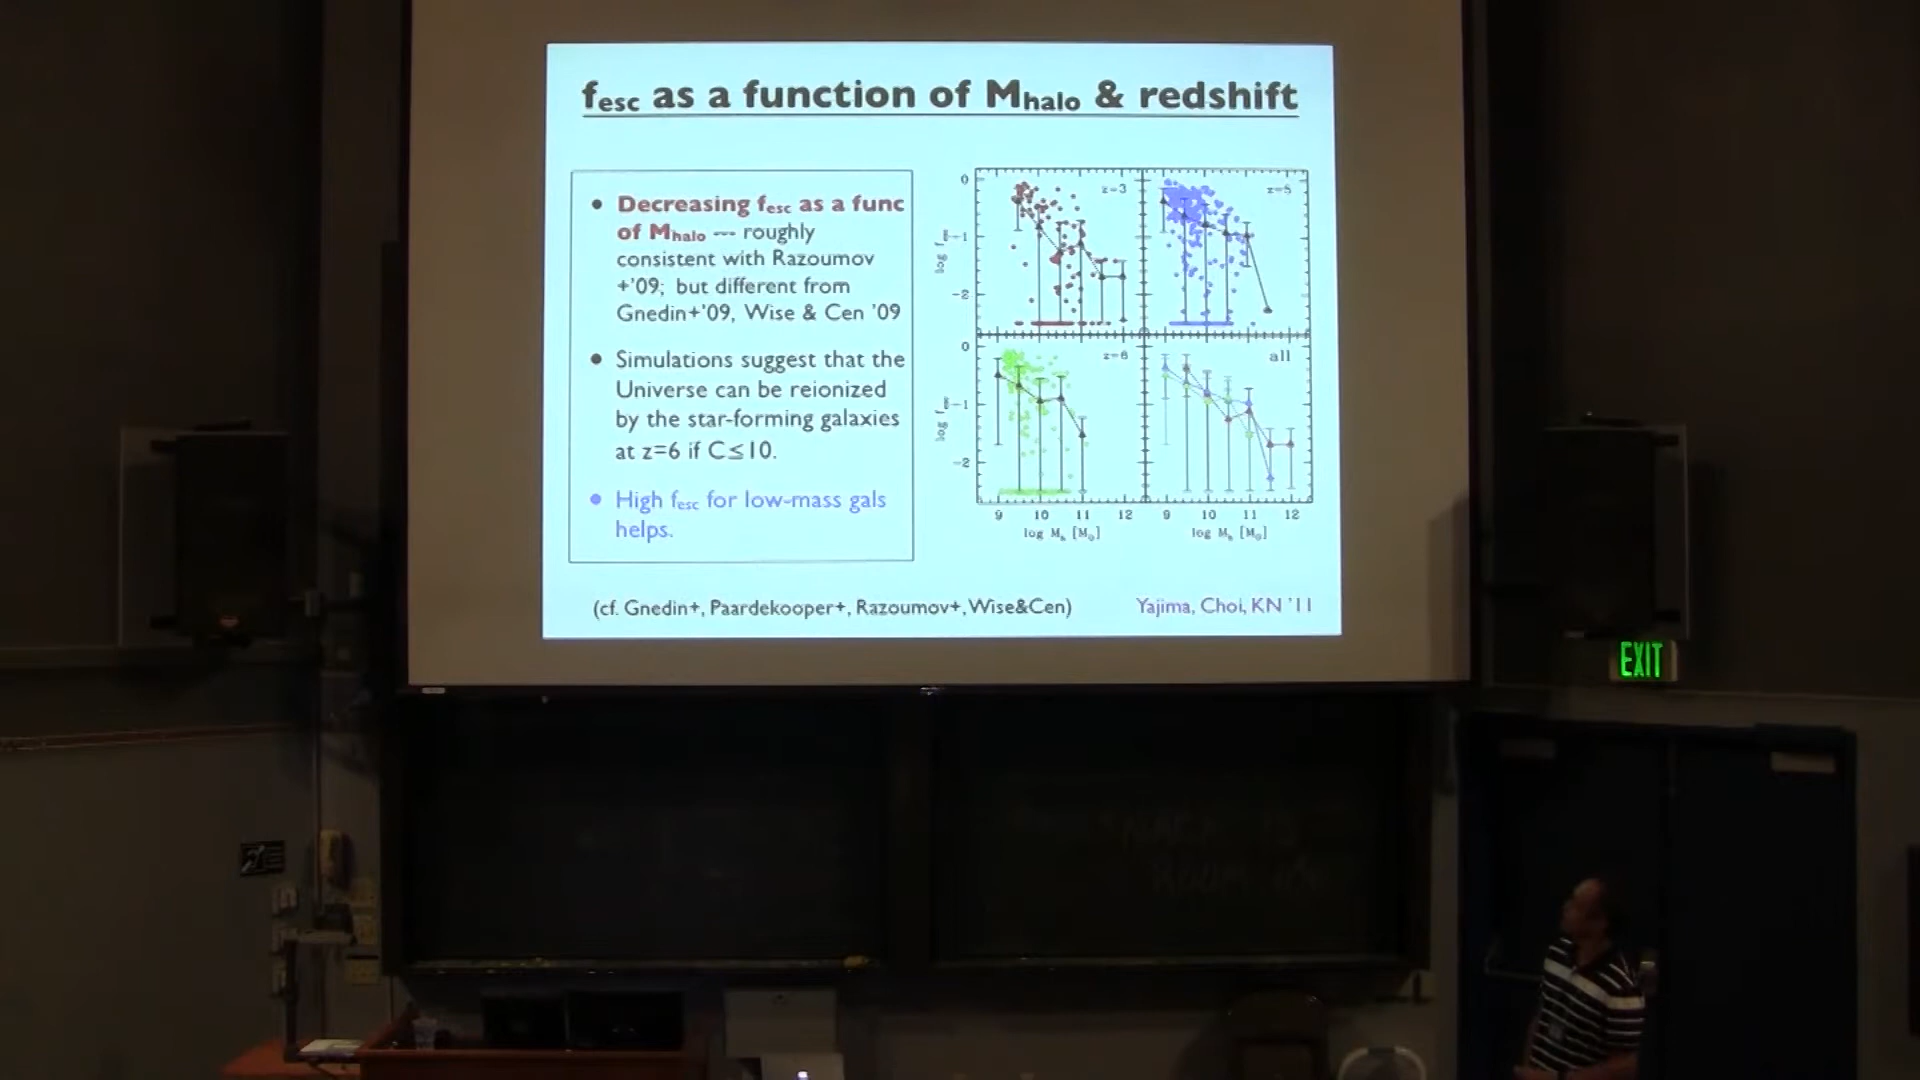 fesc as a function of Mhalo & redshift
• Decreasing fesc as a func
of Mhalo --- roughly
consistent with Razoumov
+'09; but different from
Gnedin+'09, Wise & Cen '09
• Simulations suggest that the
Universe can be reionized
by the star-forming galaxies
at z=6 if C≤10.
• High fesc for low-mass gals
helps.
z=3
z=5
0
-1
-2
log f
z=6
all
0
-1
-2
log f
9 10 11 12 9 10 11 12
log Mh [M⊙] log Mh [M⊙]
(cf. Gnedin+, Paardekooper+, Razoumov+, Wise&Cen)
Yajima, Choi, KN '11
EXIT